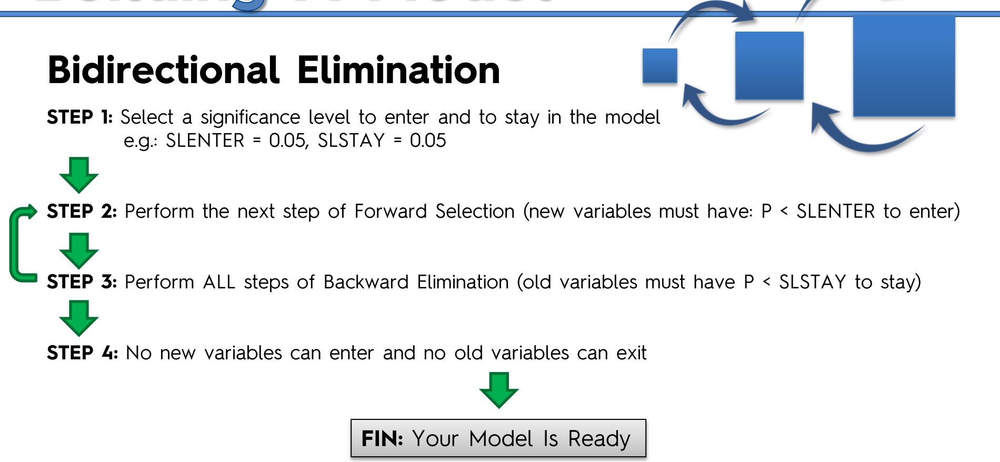 Bidirectional Elimination
STEP 1: Select a significance level to enter and to stay in the model
e.g.: SLENTER = 0.05, SLSTAY = 0.05
STEP 2: Perform the next step of Forward Selection (new variables must have: P < SLENTER to enter)
STEP 3: Perform ALL steps of Backward Elimination (old variables must have P < SLSTAY to stay)
STEP 4: No new variables can enter and no old variables can exit
FIN: Your Model Is Ready